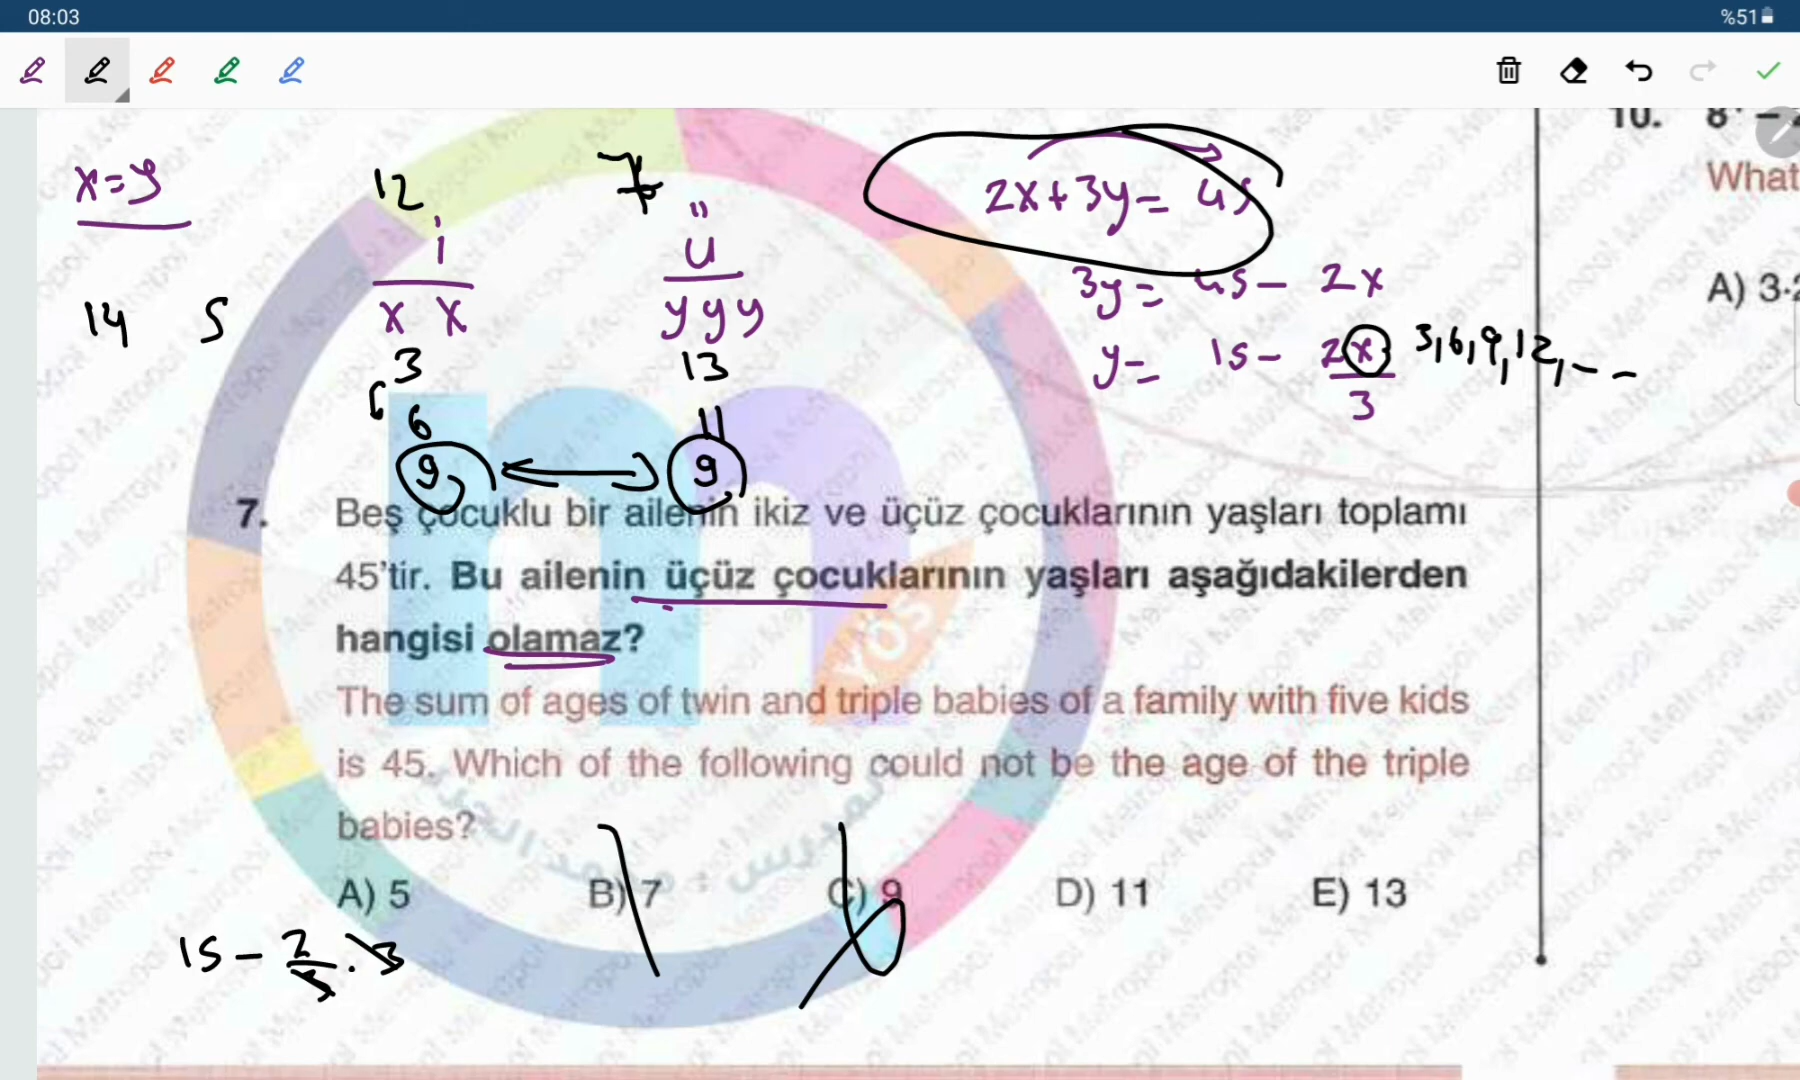 08:03
%51
x=y
12
7
2x+3y= 45
i
ü
3y= 45- 2x
14 5
x x
y y y
y= 15- 2x 3,6,9,12,--
3
3
13
6
11
9
9
7. Beş çocuklu bir ailenin ikiz ve üçüz çocuklarının yaşları toplamı
45'tir. Bu ailenin üçüz çocuklarının yaşları aşağıdakilerden
hangisi olamaz?
The sum of ages of twin and triple babies of a family with five kids
is 45. Which of the following could not be the age of the triple
babies?
A) 5 B) 7 C) 9 D) 11 E) 13
15 - 2/3 . 3
10. 8
What
A) 3·2
YÖS